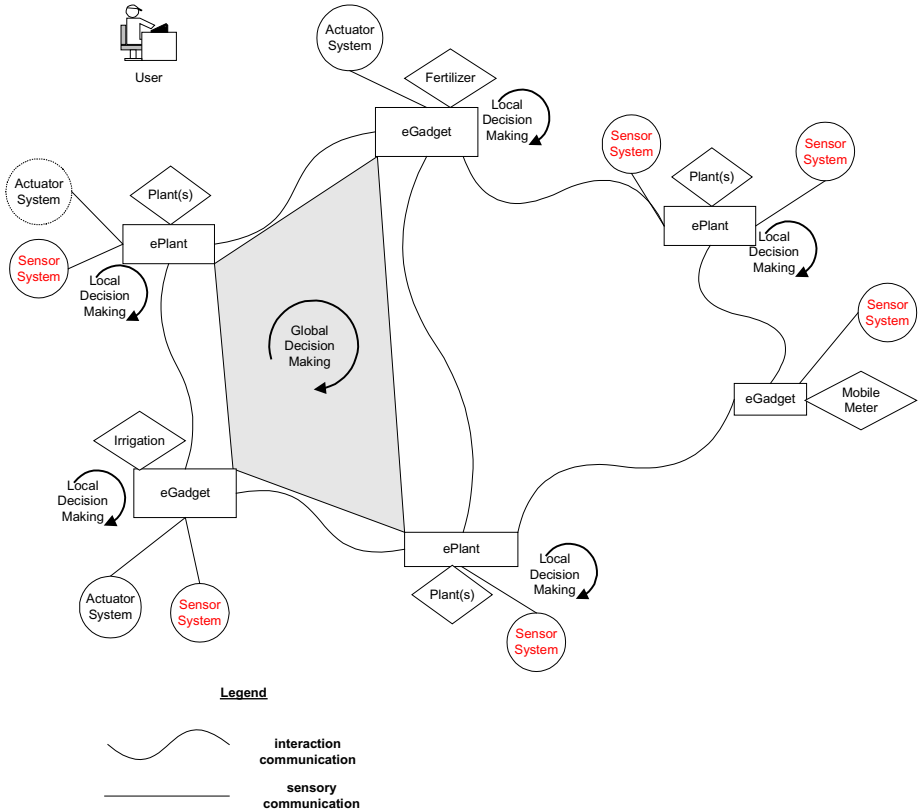 User
Actuator
System
Fertilizer
eGadget
Local
Decision
Making
Sensor
System
Sensor
System
Plant(s)
ePlant
Local
Decision
Making
Actuator
System
Plant(s)
ePlant
Sensor
System
Local
Decision
Making
Global
Decision
Making
Sensor
System
eGadget
Mobile
Meter
Irrigation
eGadget
Local
Decision
Making
Actuator
System
Sensor
System
ePlant
Plant(s)
Local
Decision
Making
Sensor
System
Legend
interaction
communication
sensory
communication